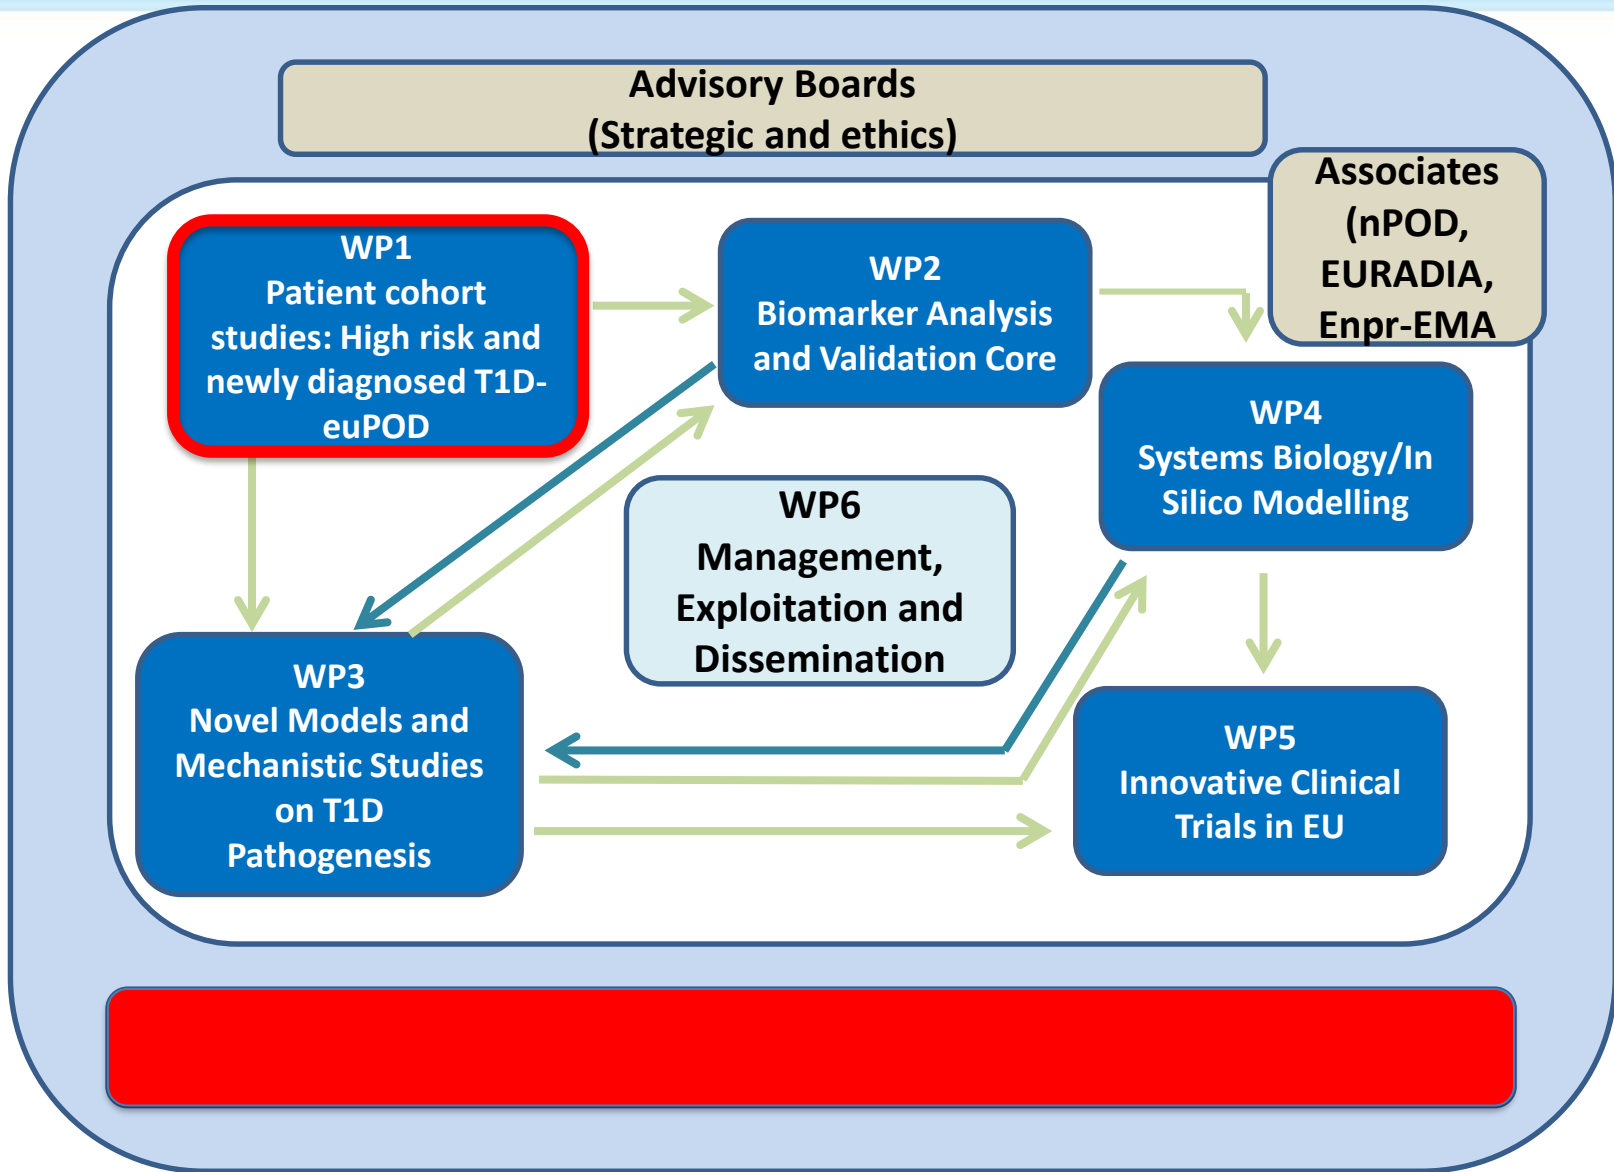 Advisory Boards
(Strategic and ethics)
Associates
(nPOD,
EURADIA,
Enpr-EMA
WP1
Patient cohort
studies: High risk and
newly diagnosed T1D-
euPOD
WP2
Biomarker Analysis
and Validation Core
WP4
Systems Biology/In
Silico Modelling
WP6
Management,
Exploitation and
Dissemination
WP3
Novel Models and
Mechanistic Studies
on T1D
Pathogenesis
WP5
Innovative Clinical
Trials in EU